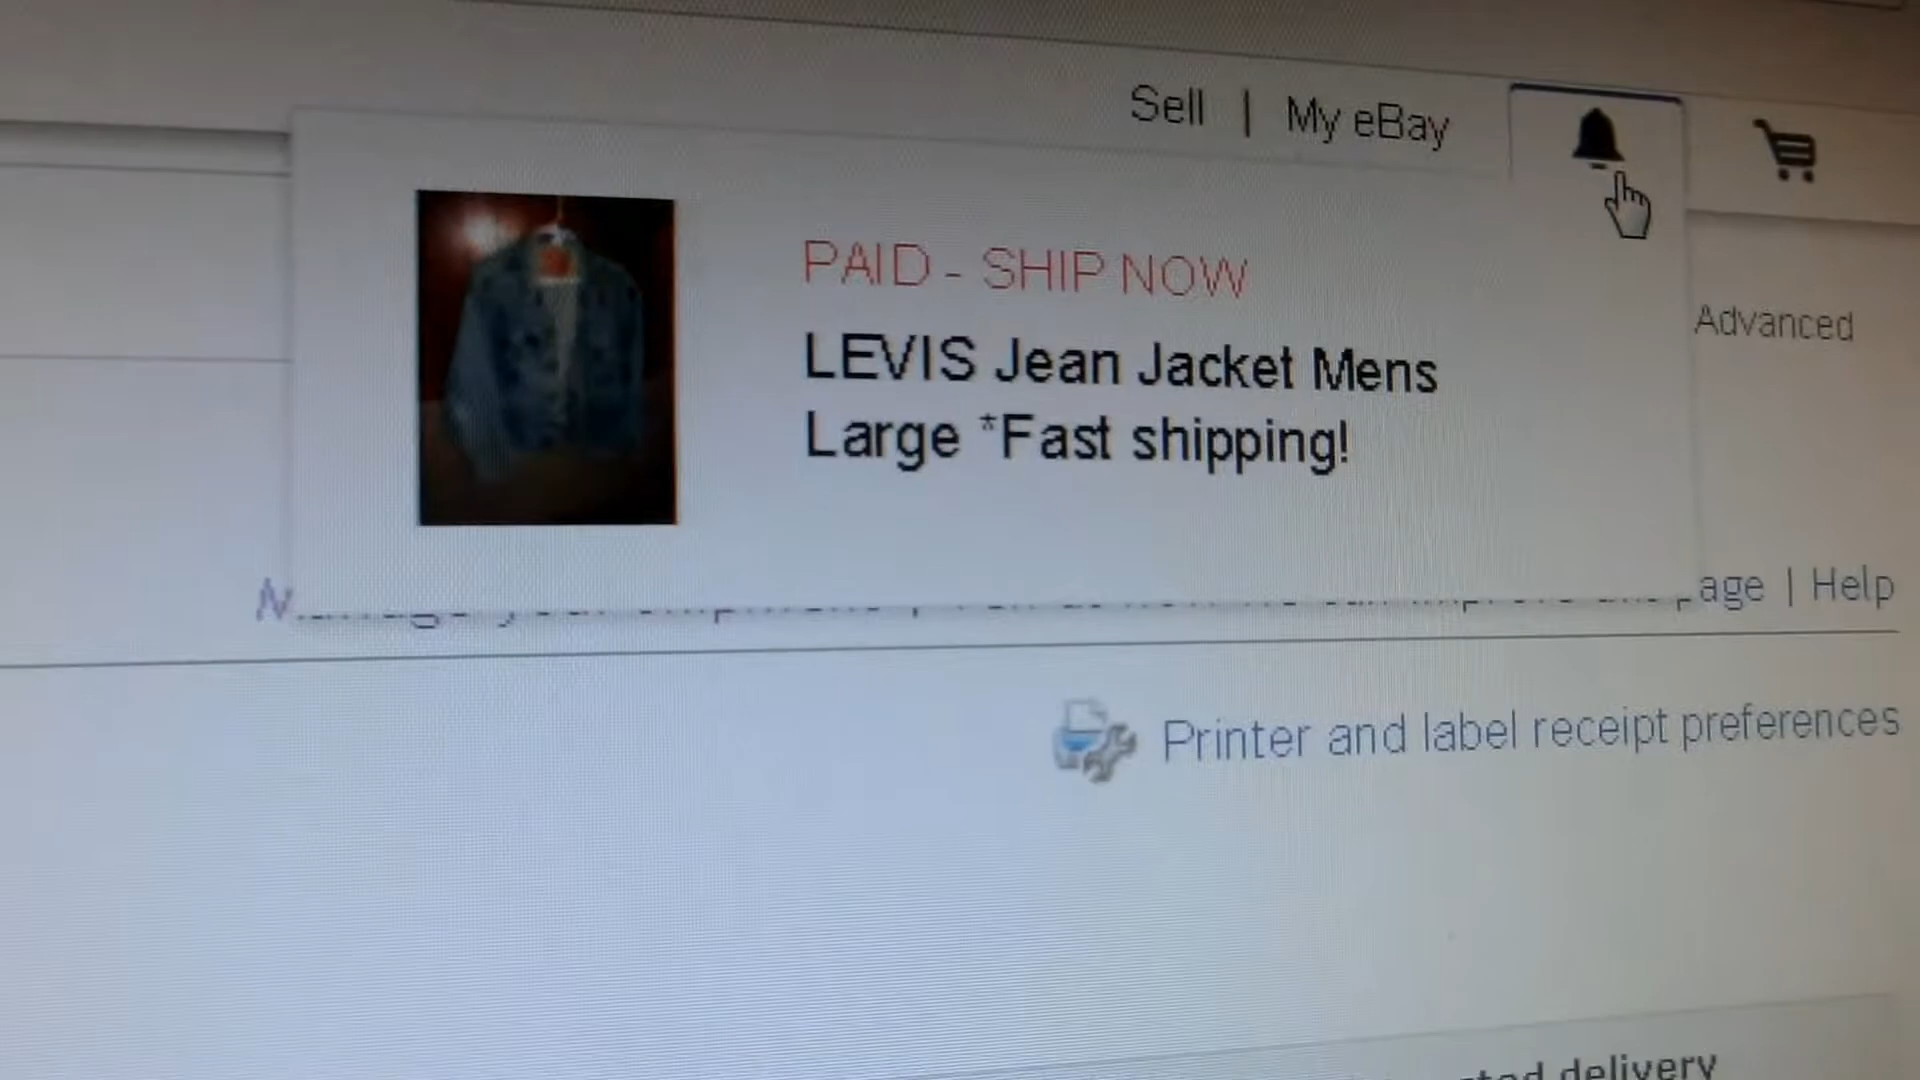 Sell | My eBay
PAID - SHIP NOW
LEVIS Jean Jacket Mens
Large *Fast shipping!
Advanced
age | Help
Printer and label receipt preferences
delivery